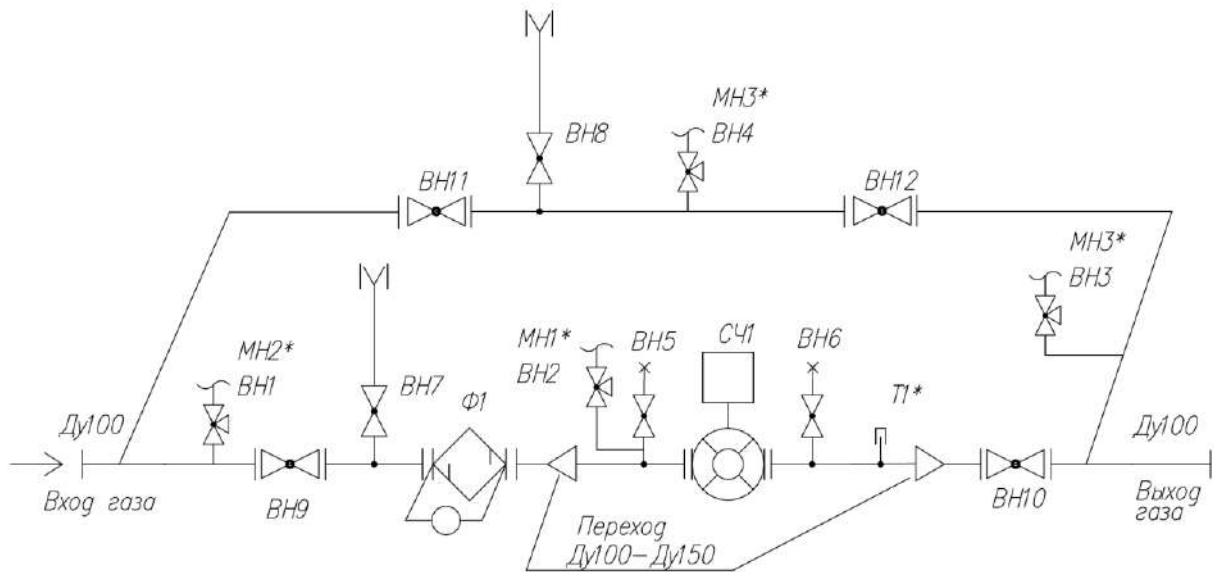 МН3*
ВН8
ВН4
ВН11
ВН12
МН3*
ВН3
МН2*
ВН1
ВН7
Ф1
МН1*
ВН2
ВН5
СЧ1
ВН6
Т1*
Ду100
Ду100
Вход газа
ВН9
ВН10
Выход
газа
Переход
Ду100-Ду150